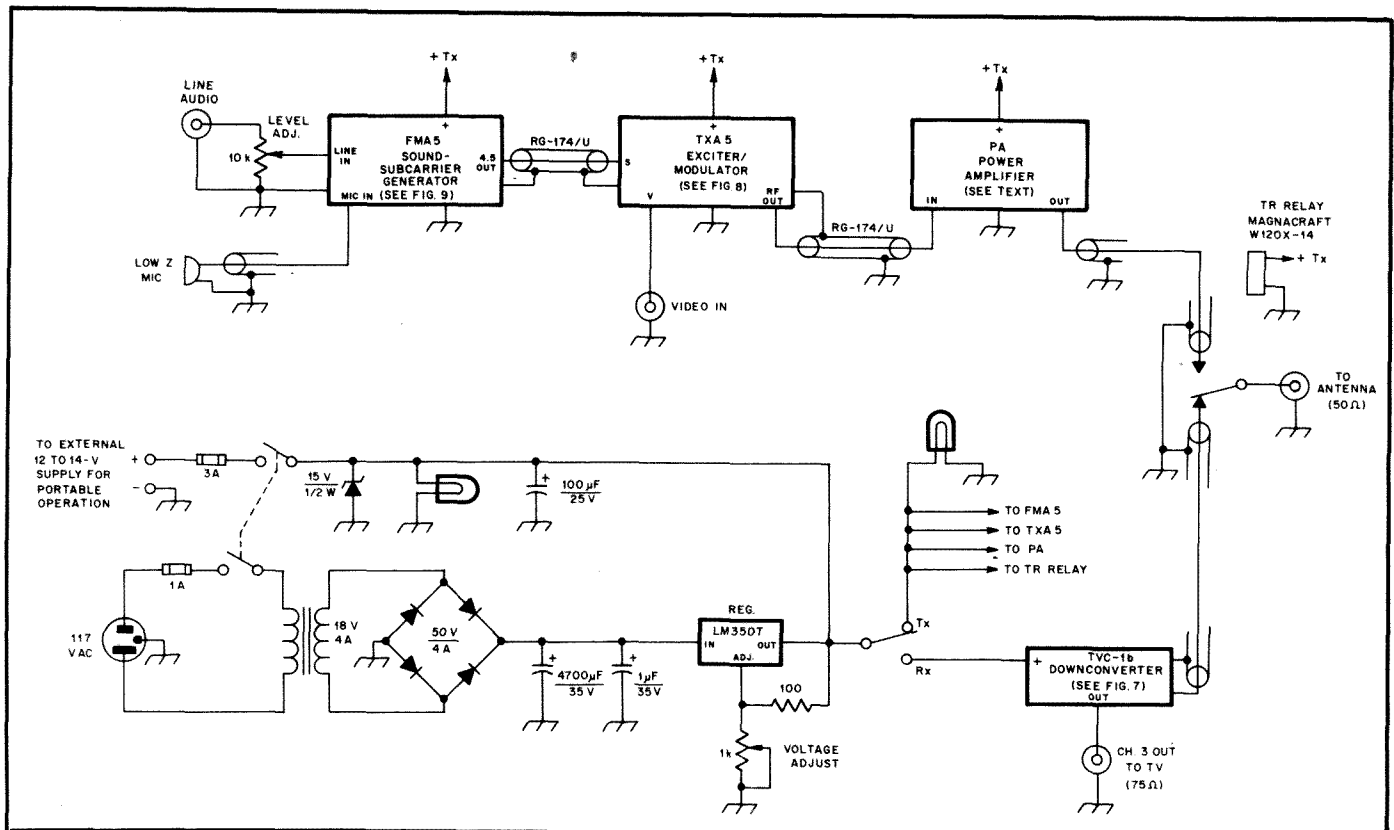 LINE
AUDIO
LEVEL
ADJ.
10 k
+ Tx
+
LINE
IN
MIC IN
FMA5
SOUND-
SUBCARRIER
GENERATOR
(SEE FIG. 9)
4.5
OUT
RG-174/U
+Tx
+
S
V
TXA 5
EXCITER/
MODULATOR
(SEE FIG. 8)
RF
OUT
RG-174/U
+Tx
+
PA
POWER
AMPLIFIER
(SEE TEXT)
IN
OUT
TR RELAY
MAGNACRAFT
W120X-14
+ Tx
LOW Z
MIC
VIDEO IN
TO
ANTENNA
(50Ω)
TO EXTERNAL
12 TO 14-V
SUPPLY FOR
PORTABLE
OPERATION
+
-
3A
15 V
1/2 W
+
100µF
25 V
TO FMA 5
TO TXA 5
TO PA
TO TR RELAY
1A
117
VAC
18 V
4A
50 V
4 A
+
4700µF
35 V
+
1µF
35V
REG.
LM350T
IN
OUT
ADJ.
100
1k
VOLTAGE
ADJUST
Tx
Rx
+
TVC-1b
DOWNCONVERTER
(SEE FIG. 7)
OUT
CH. 3 OUT
TO TV
(75Ω)